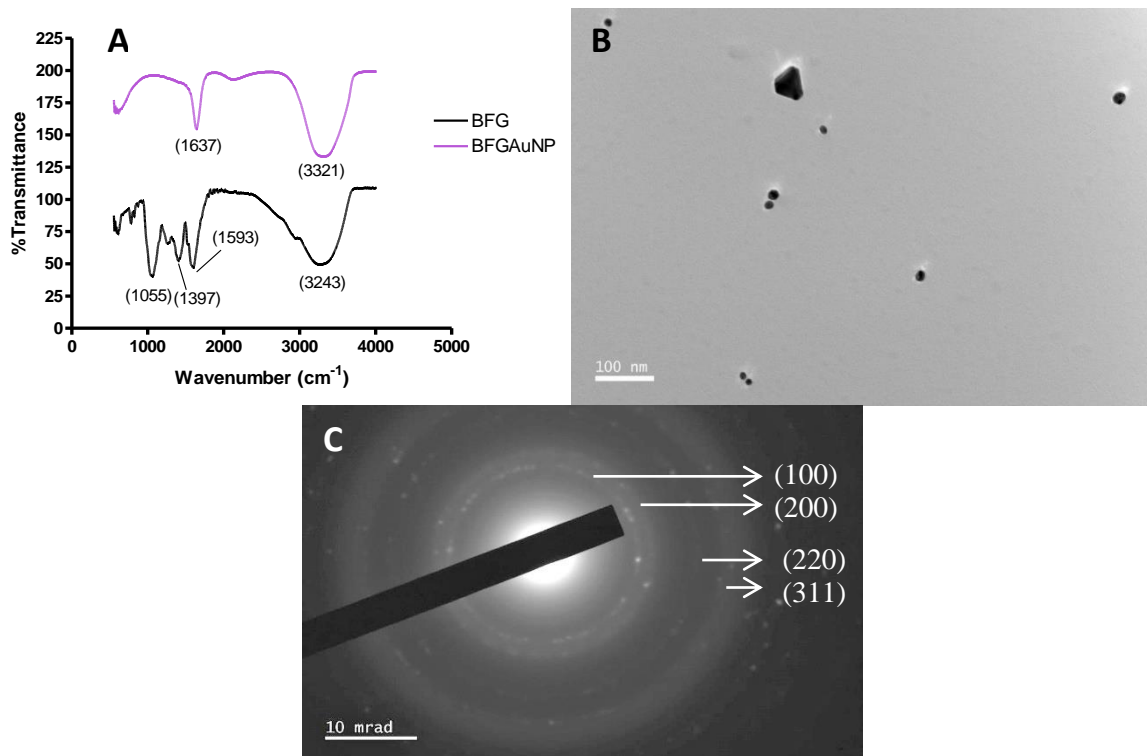 A
225
200
175
150
125
100
75
50
25
0
%Transmittance
(1637)
(3321)
(1593)
(1055)
(1397)
(3243)
BFG
BFGAuNP
0
1000
2000
3000
4000
5000
Wavenumber (cm⁻¹)
B
100 nm
C
(100)
(200)
(220)
(311)
10 mrad